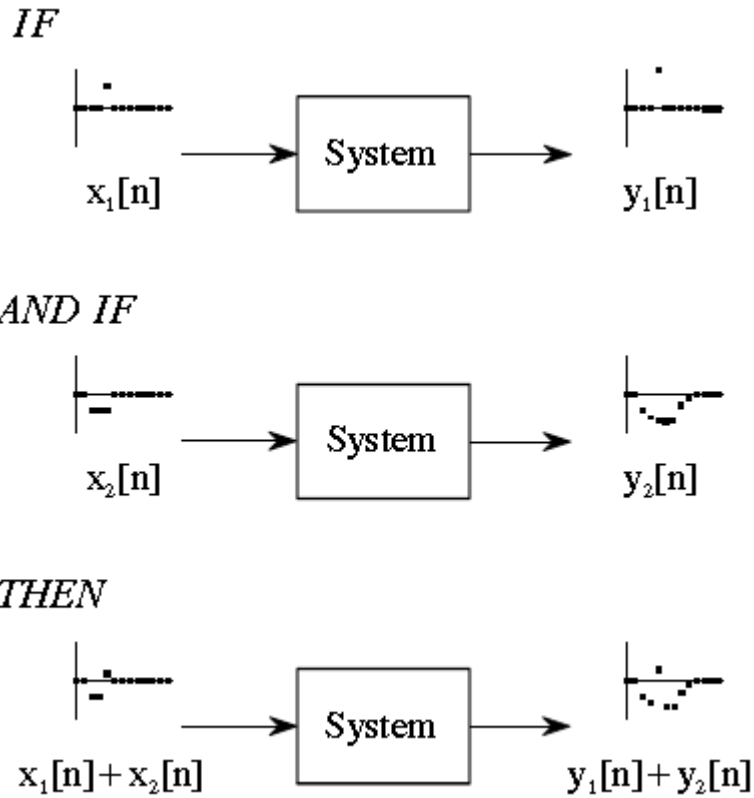 IF
x₁[n] System y₁[n]
AND IF
x₂[n] System y₂[n]
THEN
x₁[n]+x₂[n] System y₁[n]+y₂[n]